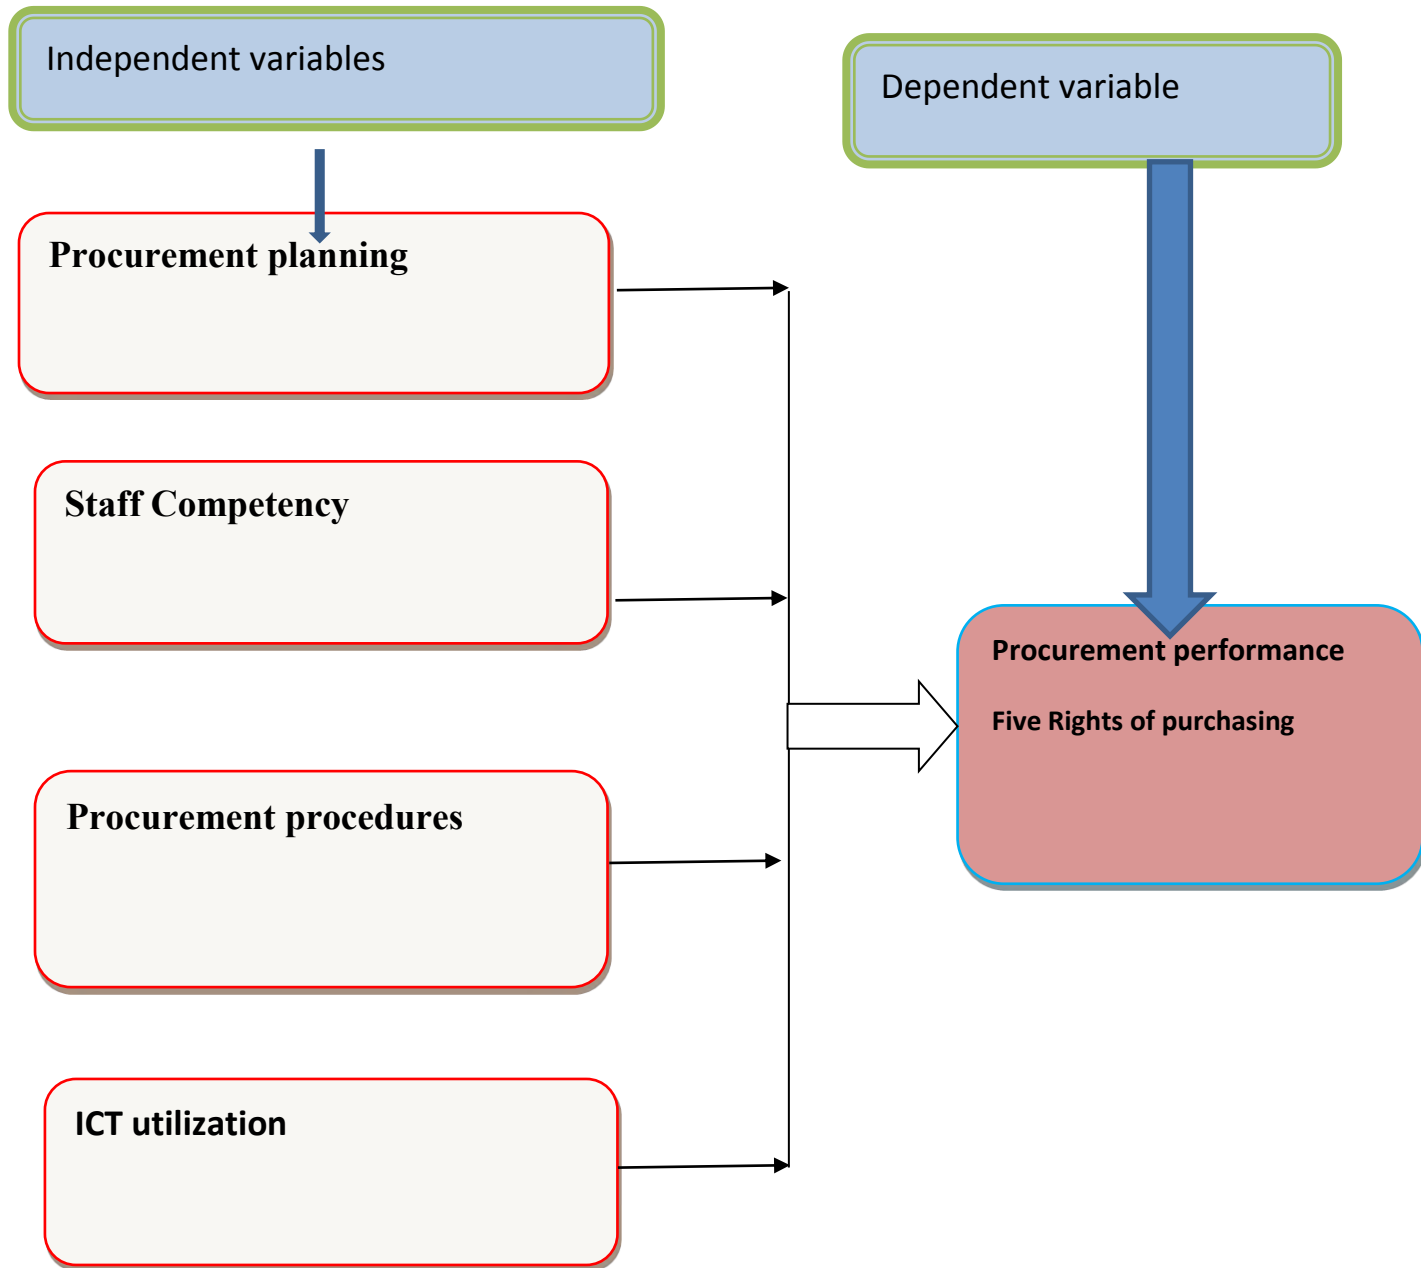 Independent variables
Dependent variable
Procurement planning
Staff Competency
Procurement performance
Five Rights of purchasing
Procurement procedures
ICT utilization